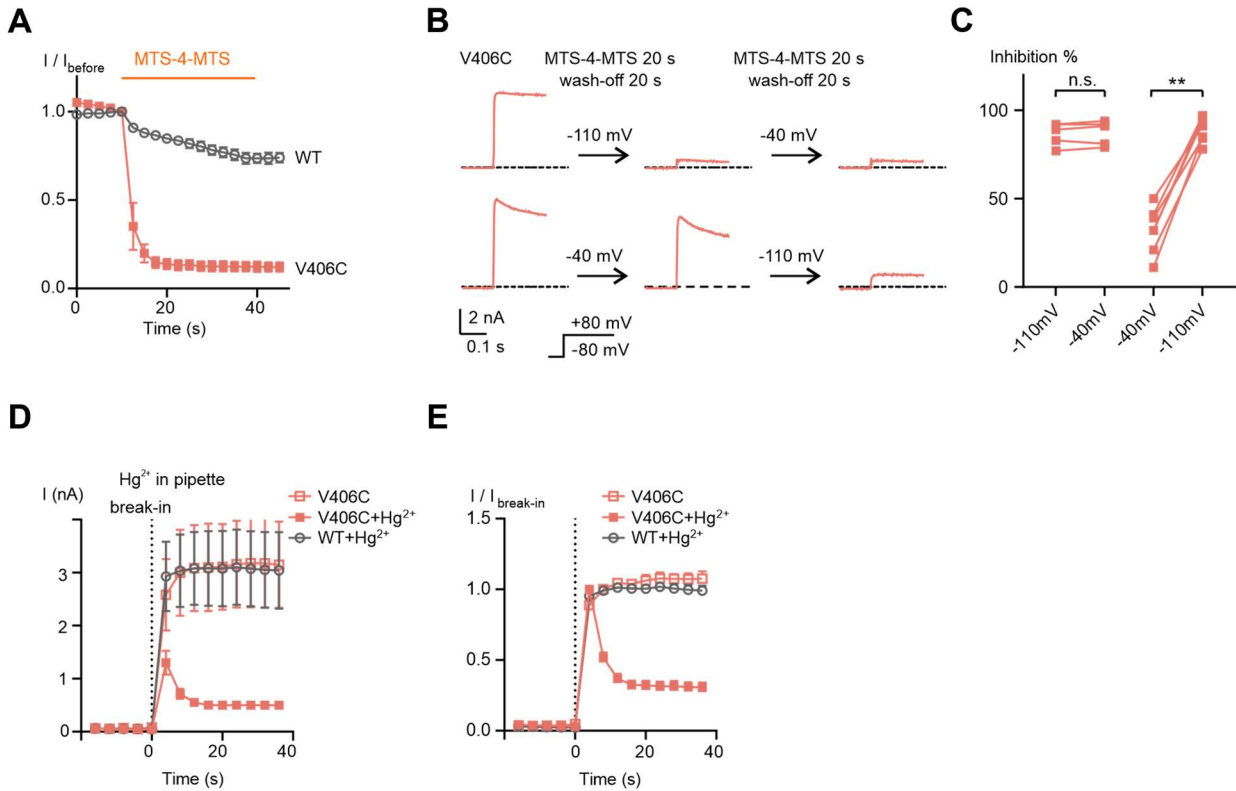 A
I / Ibefore
MTS-4-MTS
1.0
0.5
0.0
WT
V406C
0
20
40
Time (s)
B
V406C
MTS-4-MTS 20 s
wash-off 20 s
MTS-4-MTS 20 s
wash-off 20 s
-110 mV
-40 mV
-40 mV
-110 mV
2 nA
0.1 s
+80 mV
-80 mV
C
Inhibition %
n.s.
**
100
50
0
-110mV
-40mV
-40mV
-110mV
D
Hg2+ in pipette
I (nA)
break-in
V406C
V406C+Hg2+
WT+Hg2+
3
2
1
0
0
20
40
Time (s)
E
I / Ibreak-in
V406C
V406C+Hg2+
WT+Hg2+
1.5
1.0
0.5
0.0
0
20
40
Time (s)